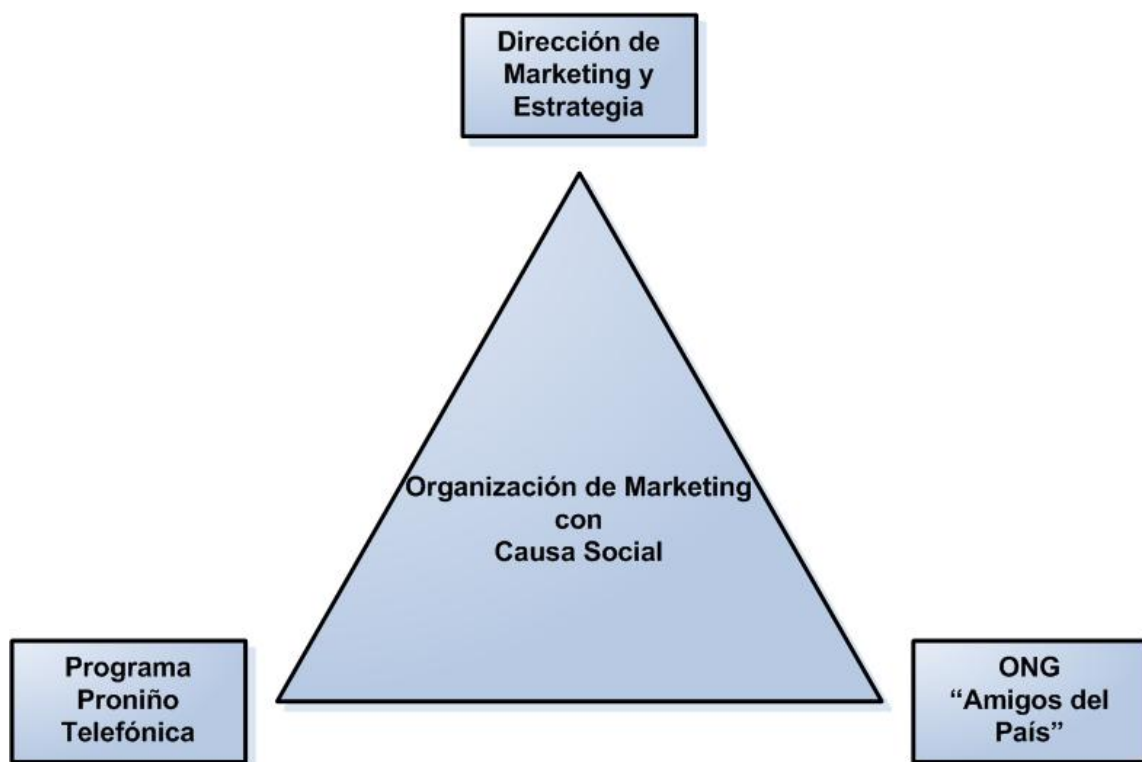 Dirección de
Marketing y
Estrategia
Organización de Marketing
con
Causa Social
Programa
Proniño
Telefónica
ONG
“Amigos del
País”